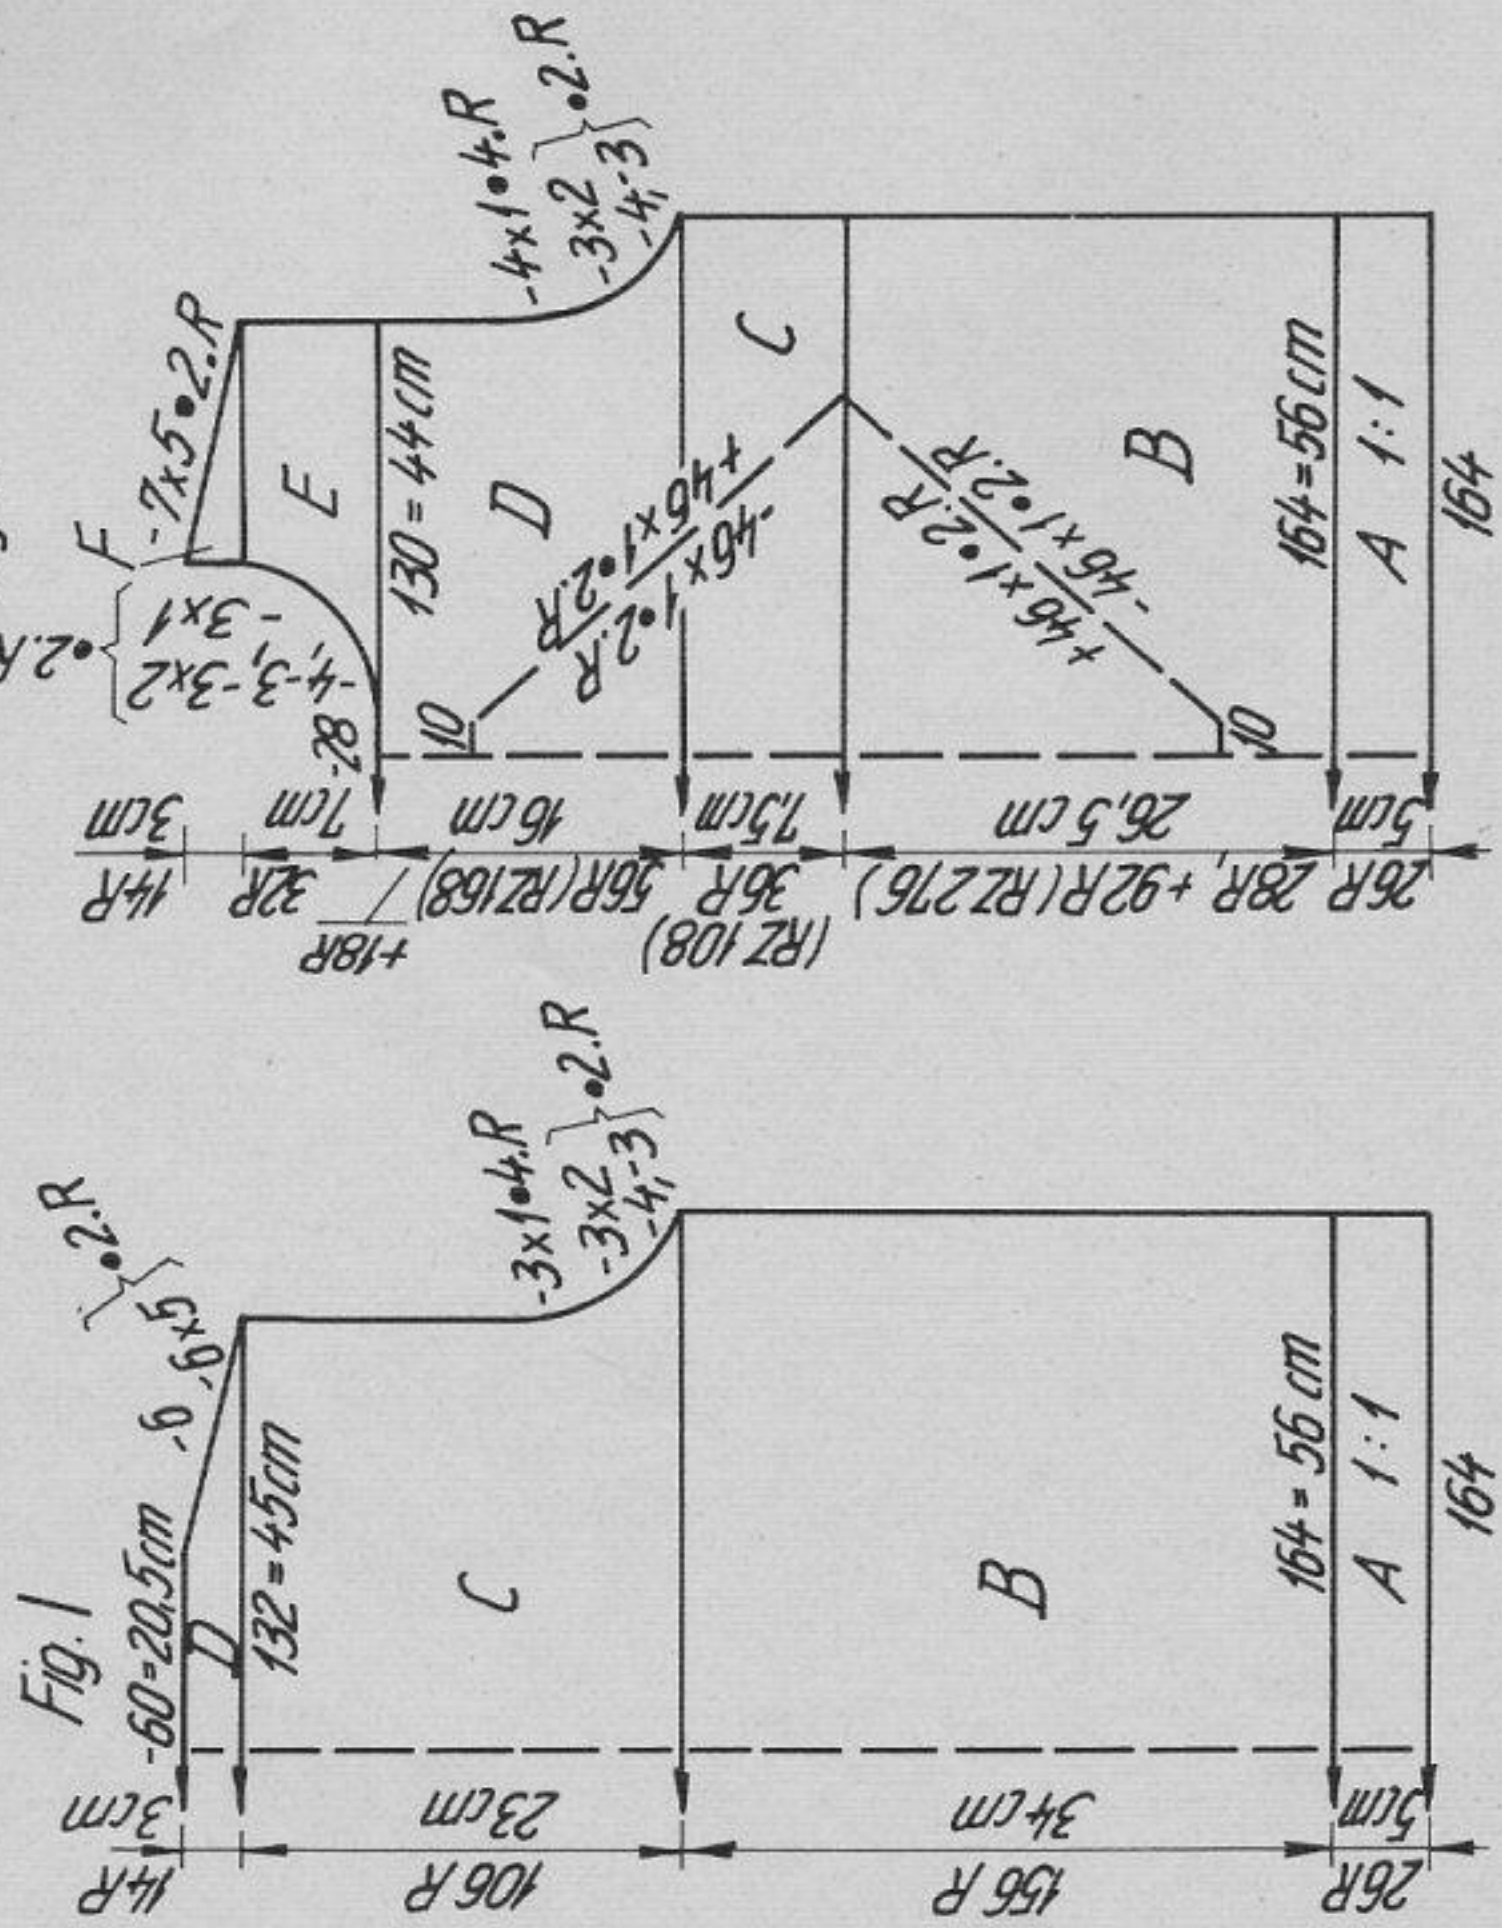 F
-7x5•2.R
•2.R
-3x1
-4,-3,-3x2
-28
E
130 = 44cm
-4x1•4.R
-3x2
-4,-3
•2.R
D
10
+46x1•2.R
-46x1•2.R
C
+46x1•2.R
-46x1•2.R
B
10
164=56cm
A 1:1
164
3cm
7cm
16cm
7,5cm
26,5cm
5cm
14R
32R
+18R
56R(RZ168)
36R
(RZ108)
28R, +92R(RZ276)
26R
Fig. 1
-60=20,5cm
-6, -6x5
•2.R
D
132=45cm
-3x1•4.R
-3x2
-4,-3
•2.R
C
B
164=56cm
A 1:1
164
3cm
23cm
34cm
5cm
14R
106R
156R
26R